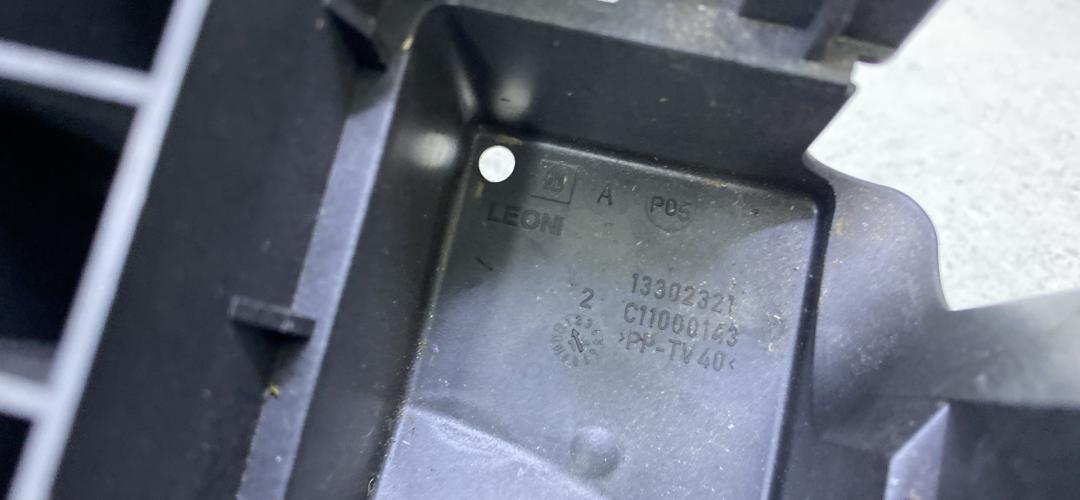 A P05
LEONI
13302321
2
C11000143
>PP-TV40<